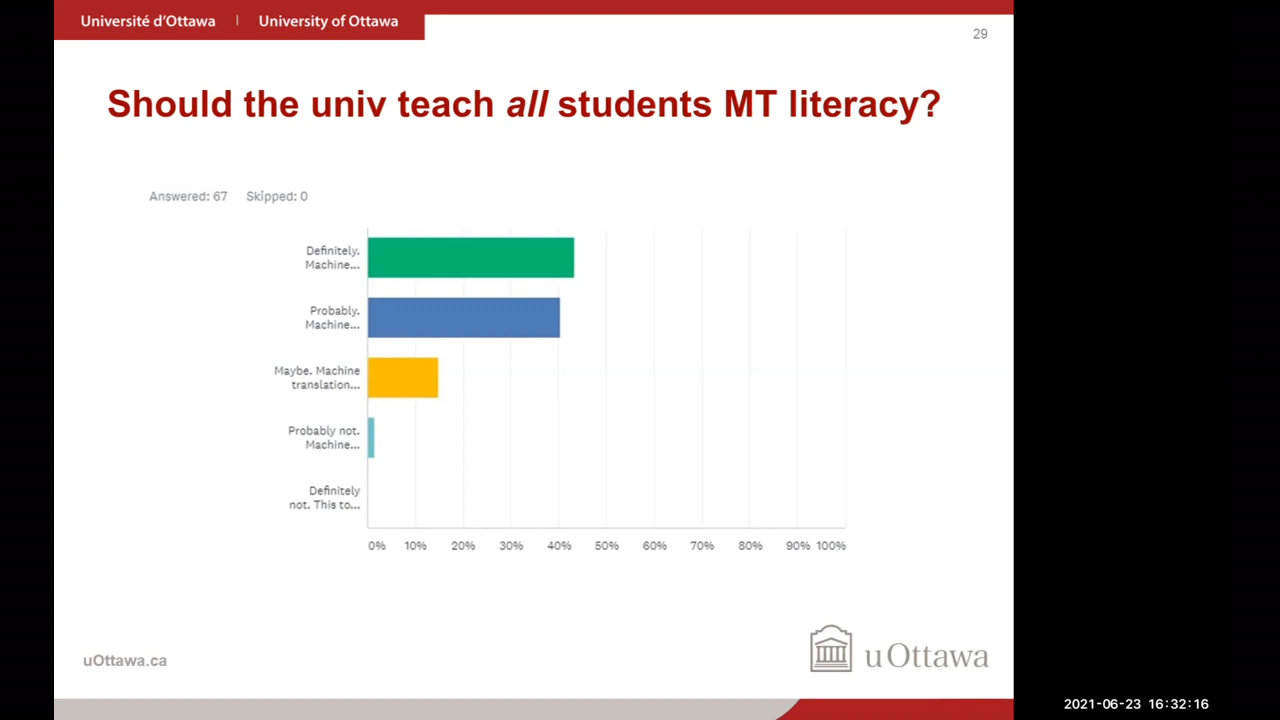 Université d'Ottawa | University of Ottawa
29
Should the univ teach all students MT literacy?
Answered: 67 Skipped: 0
Definitely.
Machine...
Probably.
Machine...
Maybe. Machine
translation...
Probably not.
Machine...
Definitely
not. This to...
0% 10% 20% 30% 40% 50% 60% 70% 80% 90% 100%
uOttawa.ca
uOttawa
2021-06-23 16:32:16